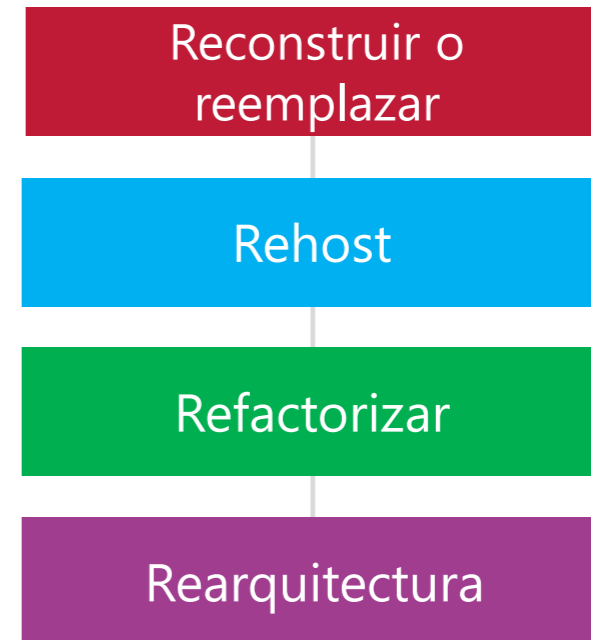 Reconstruir o
reemplazar
Rehost
Refactorizar
Rearquitectura